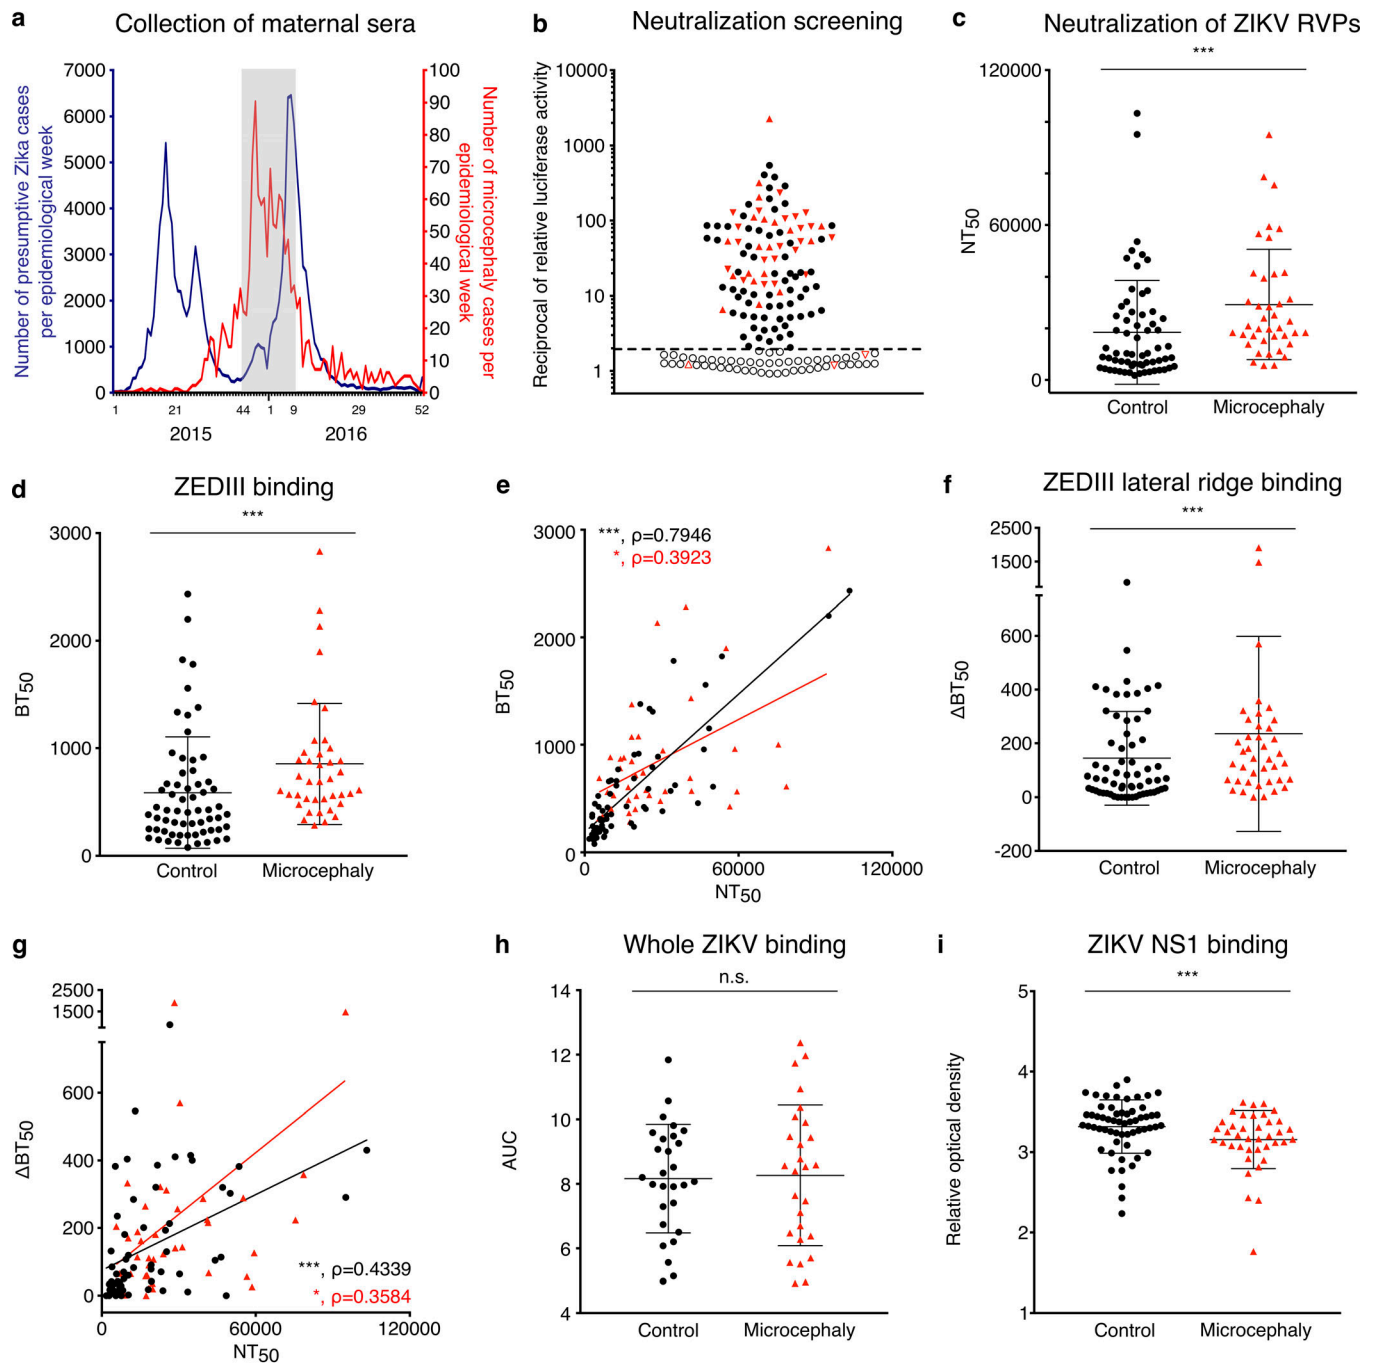 a
Collection of maternal sera
Number of presumptive Zika cases
per epidemiological week
7000
6000
5000
4000
3000
2000
1000
0
100
90
80
70
60
50
40
30
20
10
0
Number of microcephaly cases per
epidemiological week
1 21 44 1 9 29 52
2015 2016
b
Neutralization screening
Reciprocal of relative luciferase activity
10000
1000
100
10
1
c
Neutralization of ZIKV RVPs
***
NT50
120000
60000
0
Control Microcephaly
d
ZEDIII binding
***
BT50
3000
2000
1000
0
Control Microcephaly
e
***, ρ=0.7946
*, ρ=0.3923
BT50
3000
2000
1000
0
0 60000 120000
NT50
f
ZEDIII lateral ridge binding
***
ΔBT50
2500
1500
600
400
200
0
-200
Control Microcephaly
g
ΔBT50
2500
1500
600
400
200
0
***, ρ=0.4339
*, ρ=0.3584
0 60000 120000
NT50
h
Whole ZIKV binding
n.s.
AUC
14
12
10
8
6
4
Control Microcephaly
i
ZIKV NS1 binding
***
Relative optical density
5
4
3
2
1
Control Microcephaly